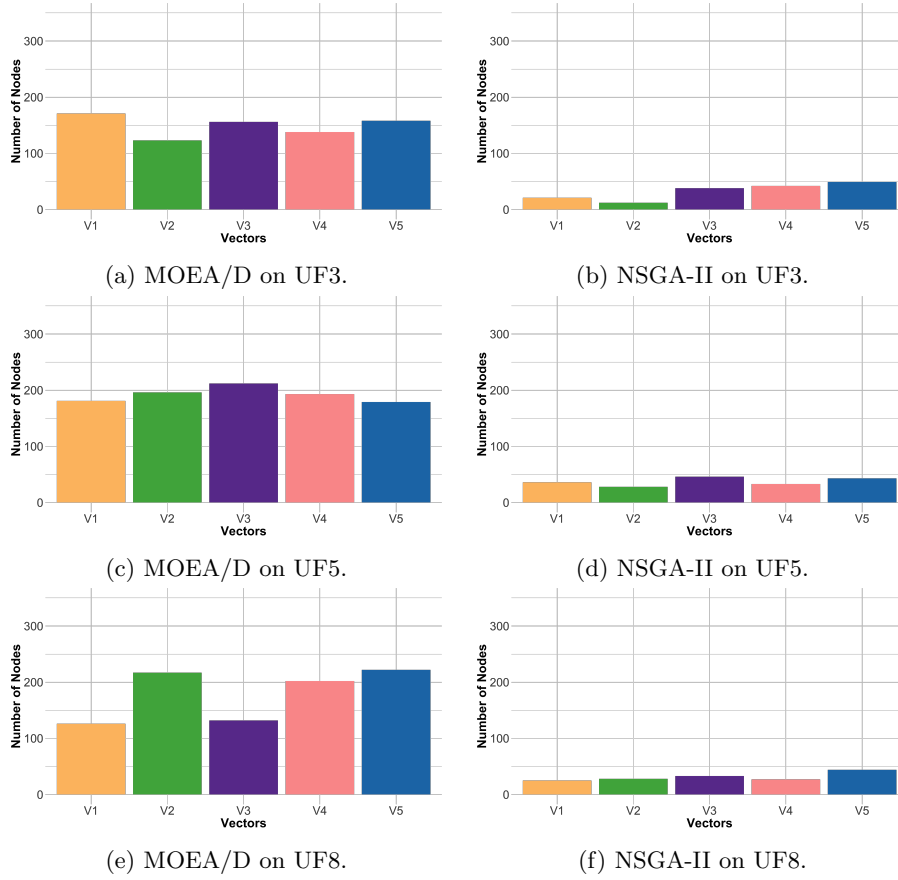 Number of Nodes
300
200
100
0
V1 V2 V3 V4 V5
Vectors
(a) MOEA/D on UF3.
Number of Nodes
300
200
100
0
V1 V2 V3 V4 V5
Vectors
(b) NSGA-II on UF3.
Number of Nodes
300
200
100
0
V1 V2 V3 V4 V5
Vectors
(c) MOEA/D on UF5.
Number of Nodes
300
200
100
0
V1 V2 V3 V4 V5
Vectors
(d) NSGA-II on UF5.
Number of Nodes
300
200
100
0
V1 V2 V3 V4 V5
Vectors
(e) MOEA/D on UF8.
Number of Nodes
300
200
100
0
V1 V2 V3 V4 V5
Vectors
(f) NSGA-II on UF8.